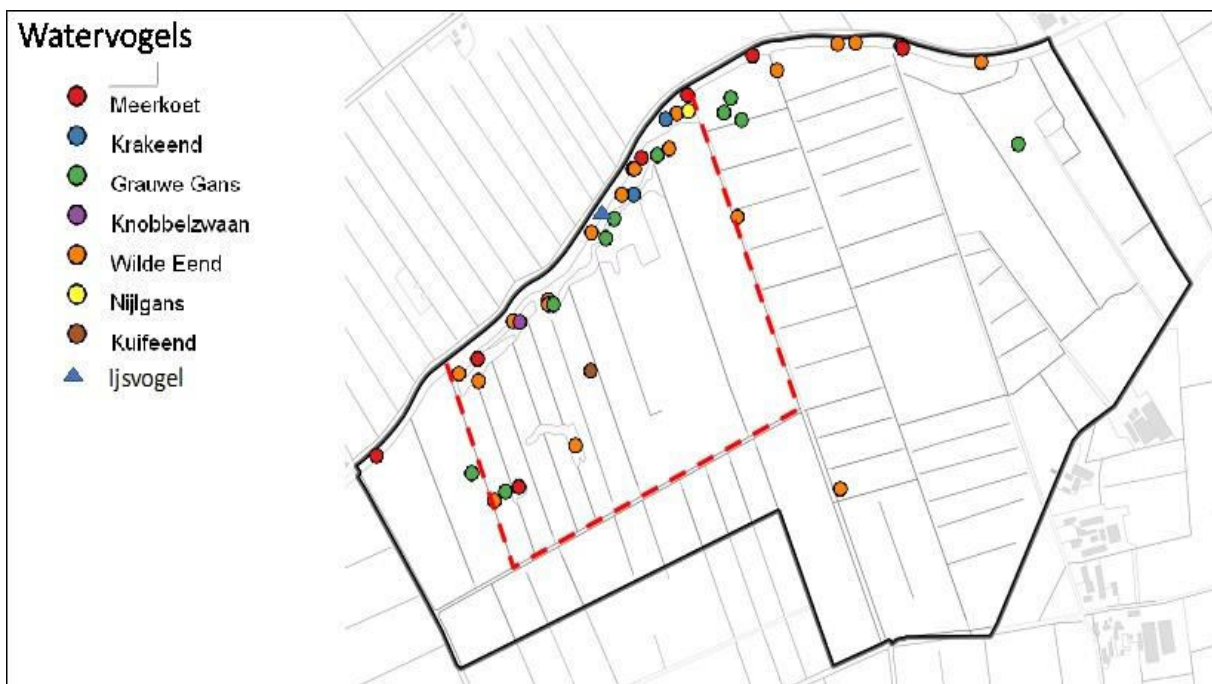 Watervogels
Meerkoet
Krakeend
Grauwe Gans
Knobbelzwaan
Wilde Eend
Nijlgans
Kuifeend
Ijsvogel